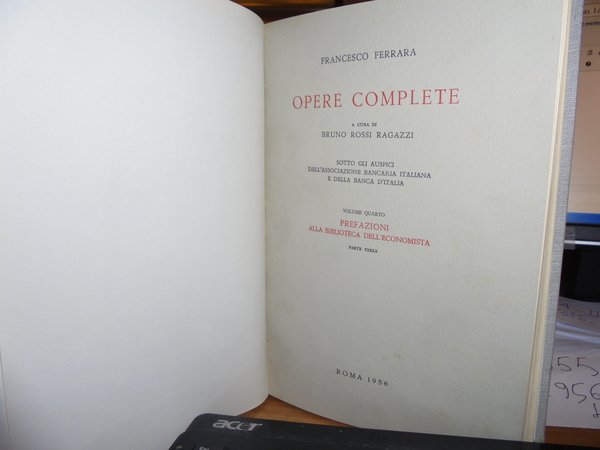 FRANCESCO FERRARA
OPERE COMPLETE
A CURA DI
BRUNO ROSSI RAGAZZI
SOTTO GLI AUSPICI
DELL'ASSOCIAZIONE BANCARIA ITALIANA
E DELLA BANCA D'ITALIA
VOLUME QUARTO
PREFAZIONI
ALLA BIBLIOTECA DELL'ECONOMISTA
PARTE TERZA
ROMA 1956
acer